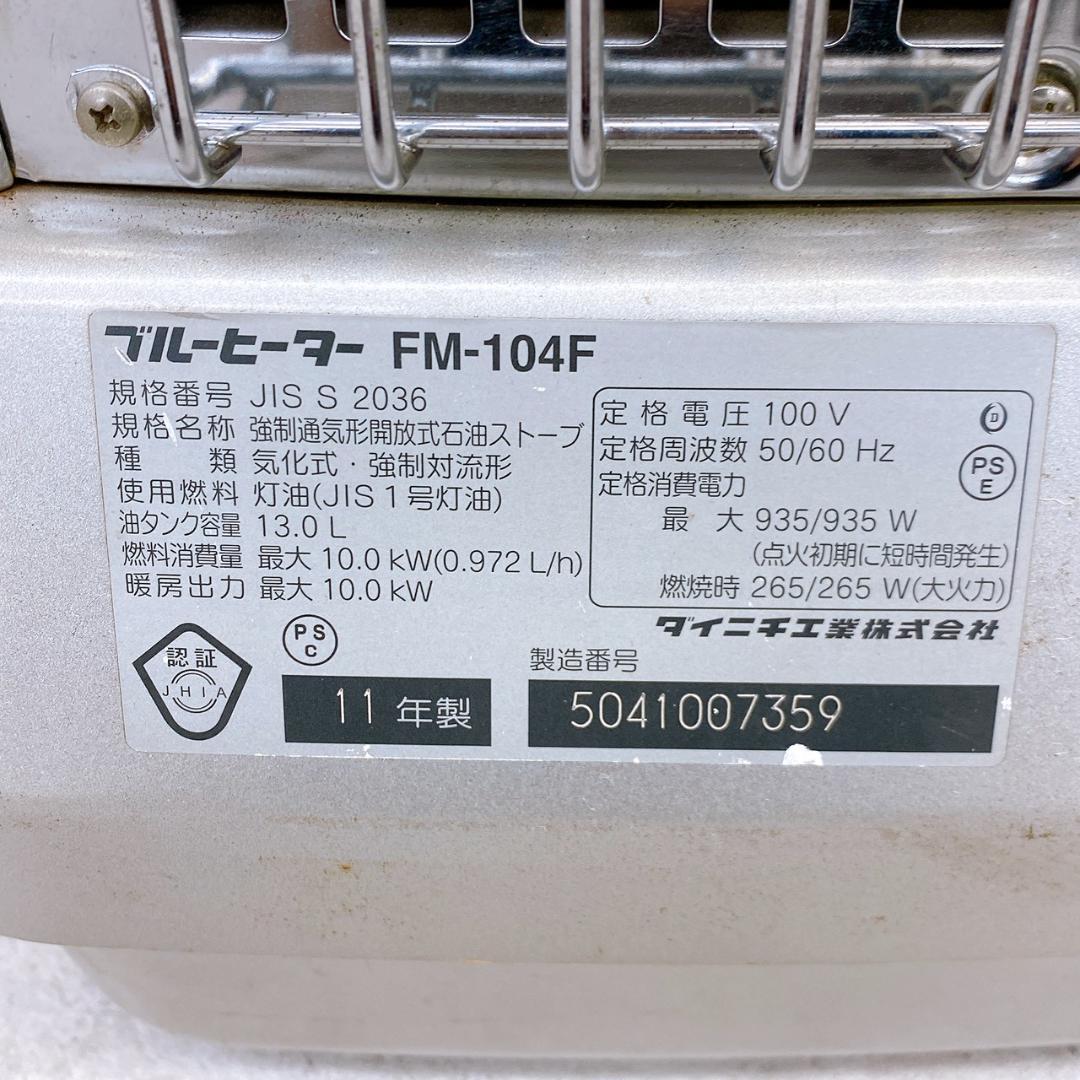 ブルーヒーター FM-104F
規格番号 JIS S 2036
規格名称 強制通気形開放式石油ストーブ
種 類 気化式・強制対流形
使用燃料 灯油(JIS 1号灯油)
油タンク容量 13.0 L
燃料消費量 最大 10.0 kW(0.972 L/h)
暖房出力 最大 10.0 kW
定格電圧 100 V
定格周波数 50/60 Hz
定格消費電力
最 大 935/935 W
(点火初期に短時間発生)
燃焼時 265/265 W(大火力)
PS
E
ダイニチ工業株式会社
認証
JHIA
PS
C
11 年製
製造番号
5041007359